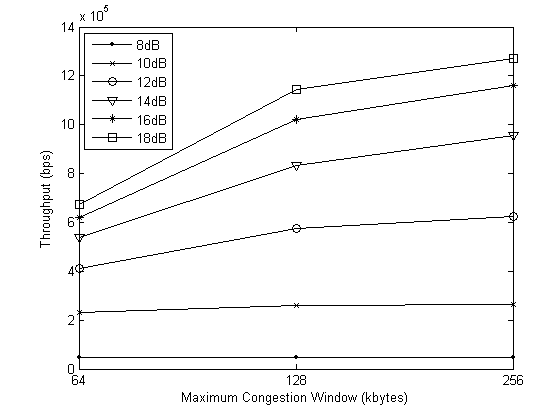 x 10^5
14
12
10
8
6
4
2
0
8dB
10dB
12dB
14dB
16dB
18dB
Throughput (bps)
64
128
256
Maximum Congestion Window (kbytes)